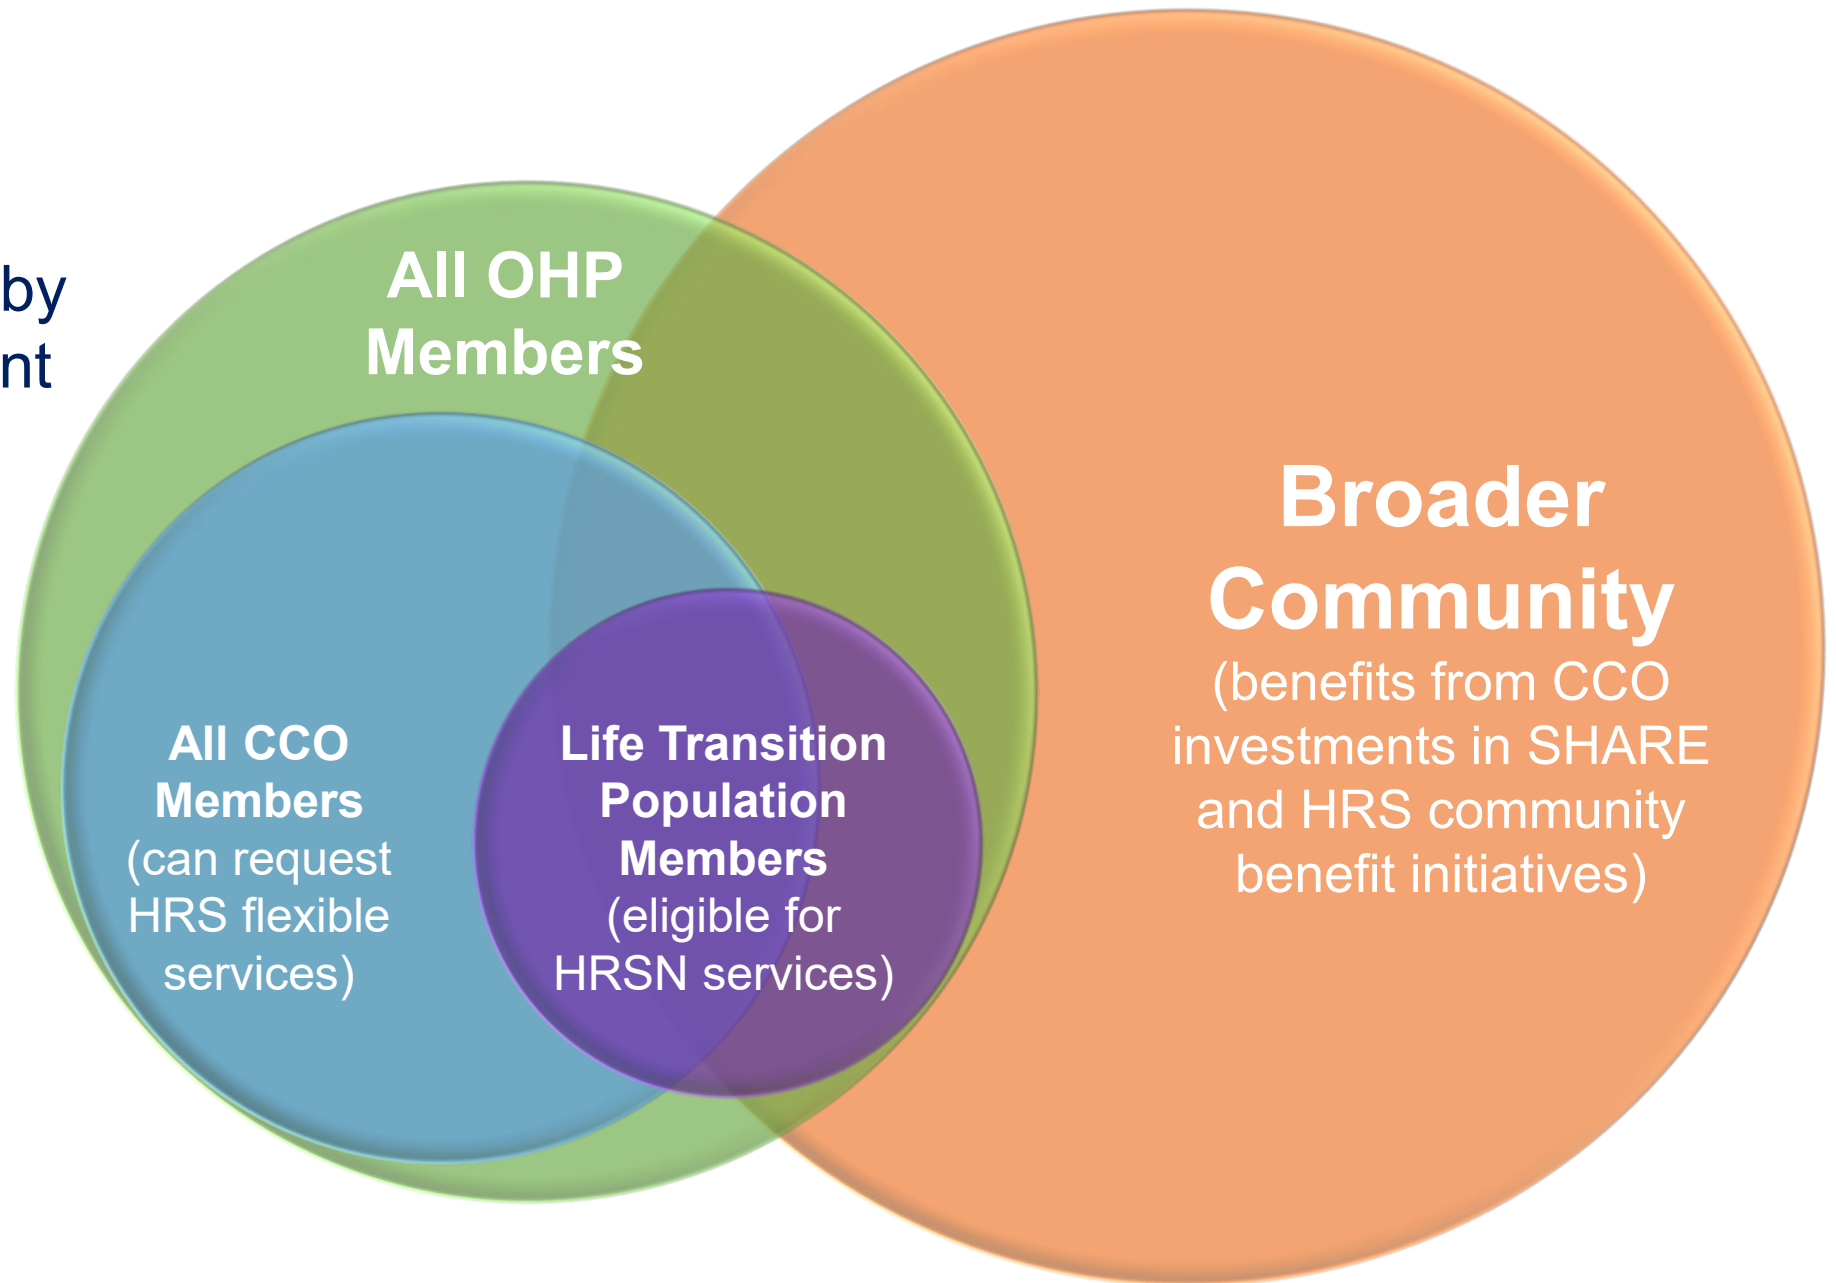 by
nt
All OHP
Members
All CCO
Members
(can request
HRS flexible
services)
Life Transition
Population
Members
(eligible for
HRSN services)
Broader
Community
(benefits from CCO
investments in SHARE
and HRS community
benefit initiatives)